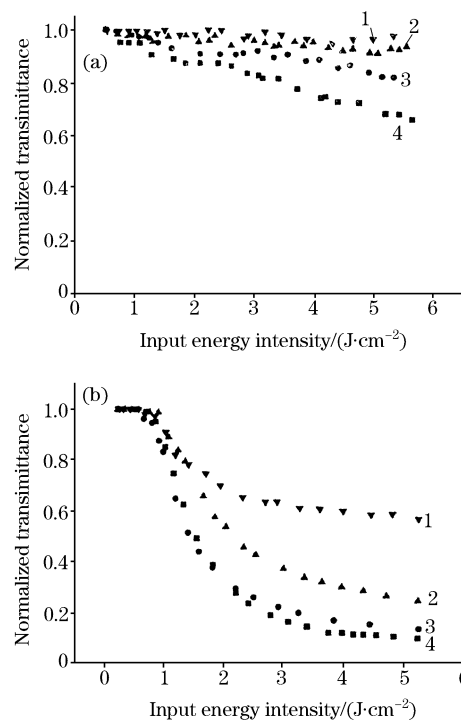 1.0
0.8
0.6
0.4
0.2
0
(a)
1
2
3
4
Normalized transimittance
0 1 2 3 4 5 6
Input energy intensity/(J·cm⁻²)
1.0
0.8
0.6
0.4
0.2
0
(b)
1
2
3
4
Normalized transimittance
0 1 2 3 4 5 6
Input energy intensity/(J·cm⁻²)